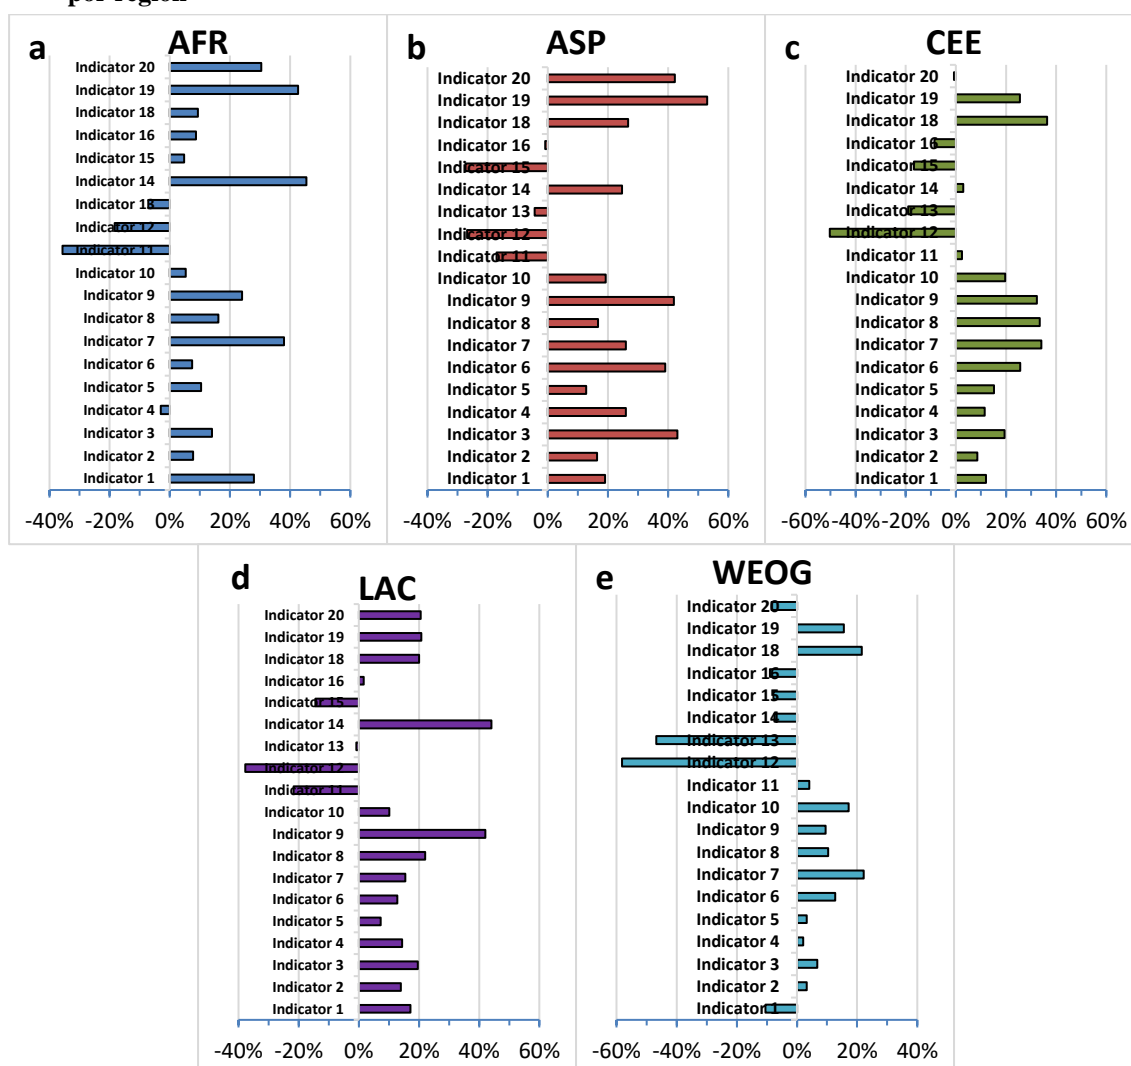 por región
a AFR
Indicator 20
Indicator 19
Indicator 18
Indicator 16
Indicator 15
Indicator 14
Indicator 13
Indicator 12
Indicator 11
Indicator 10
Indicator 9
Indicator 8
Indicator 7
Indicator 6
Indicator 5
Indicator 4
Indicator 3
Indicator 2
Indicator 1
-40% -20% 0% 20% 40% 60%
b ASP
Indicator 20
Indicator 19
Indicator 18
Indicator 16
Indicator 15
Indicator 14
Indicator 13
Indicator 12
Indicator 11
Indicator 10
Indicator 9
Indicator 8
Indicator 7
Indicator 6
Indicator 5
Indicator 4
Indicator 3
Indicator 2
Indicator 1
-40% -20% 0% 20% 40% 60%
c CEE
Indicator 20
Indicator 19
Indicator 18
Indicator 16
Indicator 15
Indicator 14
Indicator 13
Indicator 12
Indicator 11
Indicator 10
Indicator 9
Indicator 8
Indicator 7
Indicator 6
Indicator 5
Indicator 4
Indicator 3
Indicator 2
Indicator 1
-60% -40% -20% 0% 20% 40% 60%
d LAC
Indicator 20
Indicator 19
Indicator 18
Indicator 16
Indicator 15
Indicator 14
Indicator 13
Indicator 12
Indicator 11
Indicator 10
Indicator 9
Indicator 8
Indicator 7
Indicator 6
Indicator 5
Indicator 4
Indicator 3
Indicator 2
Indicator 1
-40% -20% 0% 20% 40% 60%
e WEOG
Indicator 20
Indicator 19
Indicator 18
Indicator 16
Indicator 15
Indicator 14
Indicator 13
Indicator 12
Indicator 11
Indicator 10
Indicator 9
Indicator 8
Indicator 7
Indicator 6
Indicator 5
Indicator 4
Indicator 3
Indicator 2
Indicator 1
-60% -40% -20% 0% 20% 40%